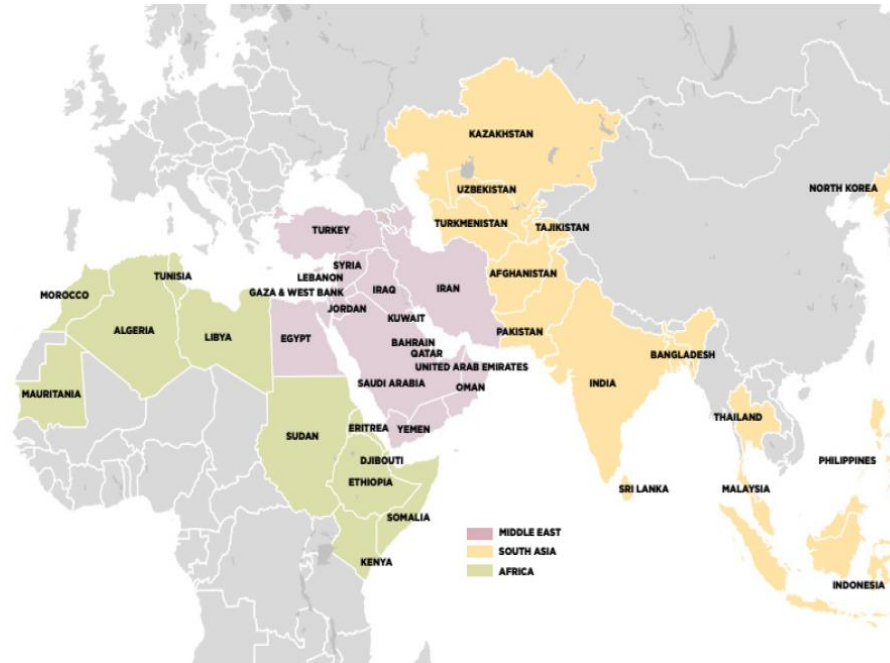 KAZAKHSTAN
NORTH KOREA
UZBEKISTAN
TURKMENISTAN
TAJIKISTAN
TURKEY
SYRIA
LEBANON
TUNISIA
AFGHANISTAN
IRAQ
IRAN
GAZA & WEST BANK
MOROCCO
JORDAN
KUWAIT
ALGERIA
LIBYA
EGYPT
PAKISTAN
BAHRAIN
QATAR
BANGLADESH
UNITED ARAB EMIRATES
SAUDI ARABIA
OMAN
INDIA
MAURITANIA
THAILAND
ERITREA
YEMEN
SUDAN
DJIBOUTI
PHILIPPINES
ETHIOPIA
SRI LANKA
MALAYSIA
SOMALIA
KENYA
INDONESIA
MIDDLE EAST
SOUTH ASIA
AFRICA